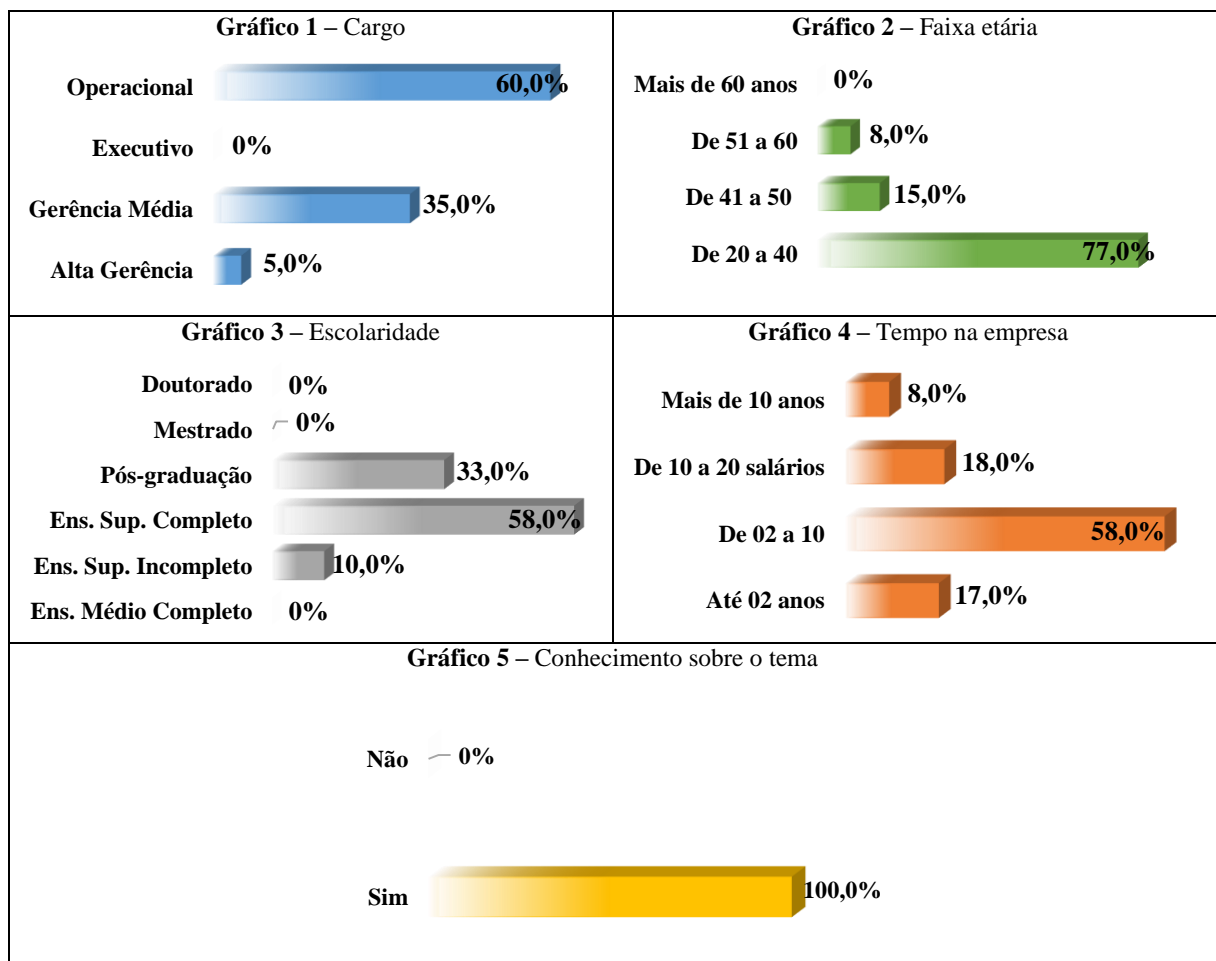 Gráfico 1 – Cargo
Operacional 60,0%
Executivo 0%
Gerência Média 35,0%
Alta Gerência 5,0%
Gráfico 2 – Faixa etária
Mais de 60 anos 0%
De 51 a 60 8,0%
De 41 a 50 15,0%
De 20 a 40 77,0%
Gráfico 3 – Escolaridade
Doutorado 0%
Mestrado 0%
Pós-graduação 33,0%
Ens. Sup. Completo 58,0%
Ens. Sup. Incompleto 10,0%
Ens. Médio Completo 0%
Gráfico 4 – Tempo na empresa
Mais de 10 anos 8,0%
De 10 a 20 salários 18,0%
De 02 a 10 58,0%
Até 02 anos 17,0%
Gráfico 5 – Conhecimento sobre o tema
Não 0%
Sim 100,0%